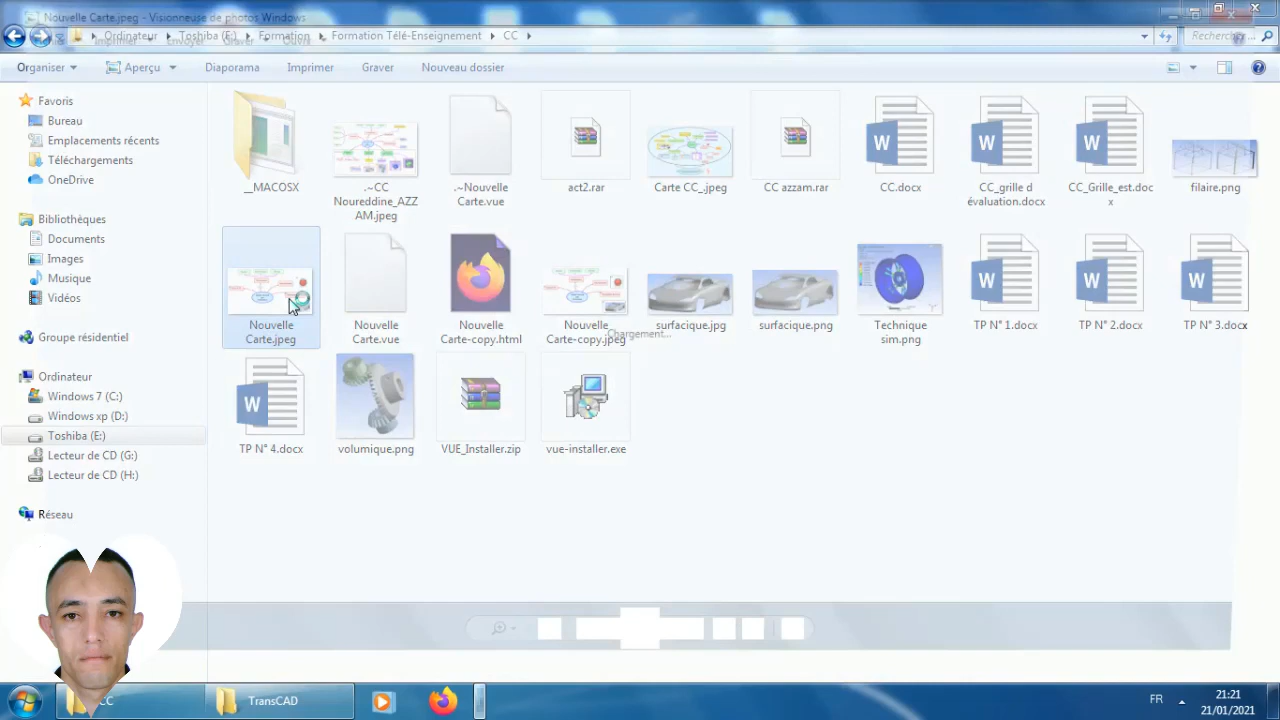 Nouvelle Carte.jpeg - Visionneuse de photos Windows
Ordinateur Toshiba (E:) Formation Formation Télé-Enseignement CC
Rechercher...
Imprimer Envoyer Graver
Organiser Aperçu Diaporama Imprimer Graver Nouveau dossier
Favoris
Bureau
Emplacements récents
Téléchargements
OneDrive
Bibliothèques
Documents
Images
Musique
Vidéos
Groupe résidentiel
Ordinateur
Windows 7 (C:)
Windows xp (D:)
Toshiba (E:)
Lecteur de CD (G:)
Lecteur de CD (H:)
Réseau
__MACOSX
.~CC
Noureddine_AZZ
AM.jpeg
.~Nouvelle
Carte.vue
act2.rar
Carte CC_.jpeg
CC azzam.rar
CC.docx
CC_grille d
évaluation.docx
CC_Grille_est.doc
x
filaire.png
Nouvelle
Carte.jpeg
Nouvelle
Carte.vue
Nouvelle
Carte-copy.html
Nouvelle
Carte-copy.jpeg
Chargement...
surfacique.jpg
surfacique.png
Technique
sim.png
TP N° 1.docx
TP N° 2.docx
TP N° 3.docx
TP N° 4.docx
volumique.png
VUE_Installer.zip
vue-installer.exe
CC
TransCAD
FR
21:21
21/01/2021